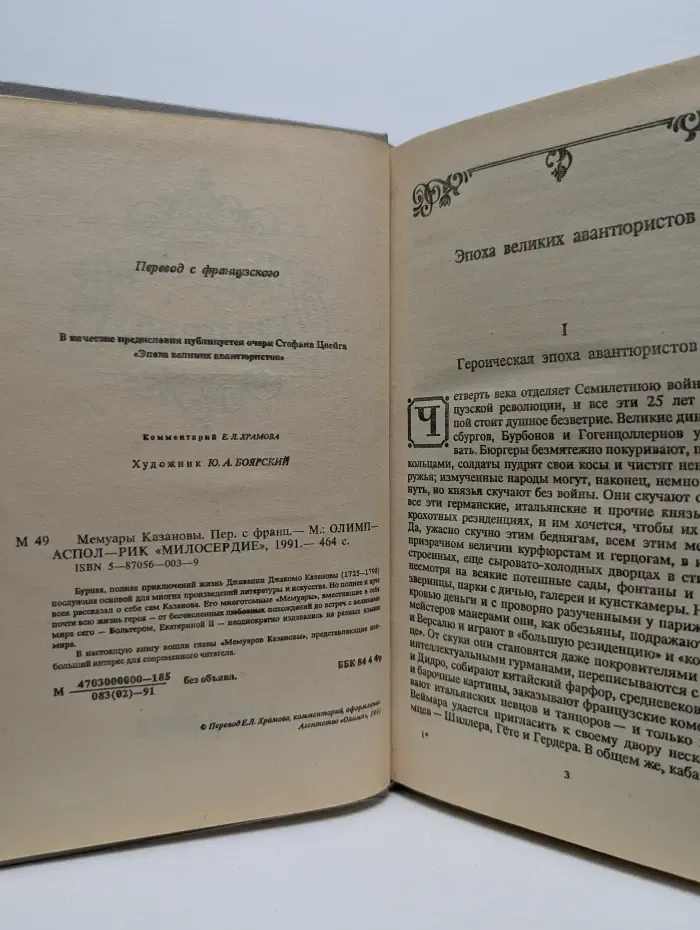 Перевод с французского
В качестве предисловия публикуется очерк Стефана Цвейга
«Эпоха великих авантюристов»
Комментарий Е.Л. ХРАМОВА
Художник Ю.А. БОЯРСКИЙ
М 49 Мемуары Казановы. Пер. с франц.— М.: ОЛИМП—
АСПОЛ—РИК «МИЛОСЕРДИЕ», 1991.— 464 с.
ISBN 5—87056—003—9
Бурная, полная приключений жизнь Джованни Джакомо Казановы (1725—1798)
послужила основой для многих произведений литературы и искусства. Но полнее и ярче
всех рассказал о себе сам Казанова. Его многотомные «Мемуары», вместившие в себя
почти всю жизнь героя — от бесчисленных любовных похождений до встреч с великими
мира сего — Вольтером, Екатериной II — неоднократно издавались на разных языках
мира.
В настоящую книгу вошли главы «Мемуаров Казановы», представляющие наи-
больший интерес для современного читателя.
М 4703000000—185
083(02)—91
без объявл.
ББК 84 4 Фр
© Перевод Е.Л. Храмова, комментарий, оформление
Агентство «Олимп», 1991
Эпоха великих авантюристов
I
Героическая эпоха авантюристов
Четверть века отделяет Семилетнюю войн
цузской революции, и все эти 25 лет
пой стоит душное безветрие. Великие дин
сбургов, Бурбонов и Гогенцоллернов у
вать. Бюргеры безмятежно покуривают, п
кольцами, солдаты пудрят свои косы и чистят нен
ружья; измученные народы могут, наконец, немно
нуть, но князья скучают без войны. Они скучают с
все эти германские, итальянские и прочие князь
крохотных резиденциях, и им хочется, чтобы их
Да, ужасно скучно этим беднягам, всем этим ме
призрачном величии курфюрстам и герцогам, в и
строенных, еще сыровато-холодных дворцах в сти
несмотря на всякие потешные сады, фонтаны и
зверинцы, парки с дичью, галереи и кунсткамеры. Н
кровью деньги и с проворно разученными у париж
мейстеров манерами они, как обезьяны, подражают
и Версалю и играют в «большую резиденцию» и «ко
це». От скуки они становятся даже покровителями
интеллектуальными гурманами, переписываются с
и Дидро, собирают китайский фарфор, средневеков
и барочные картины, заказывают французские коме
вают итальянских певцов и танцоров — и только
Веймара удается пригласить к своему двору неск
мцев — Шиллера, Гёте и Гердера. В общем же, каба
1*
3